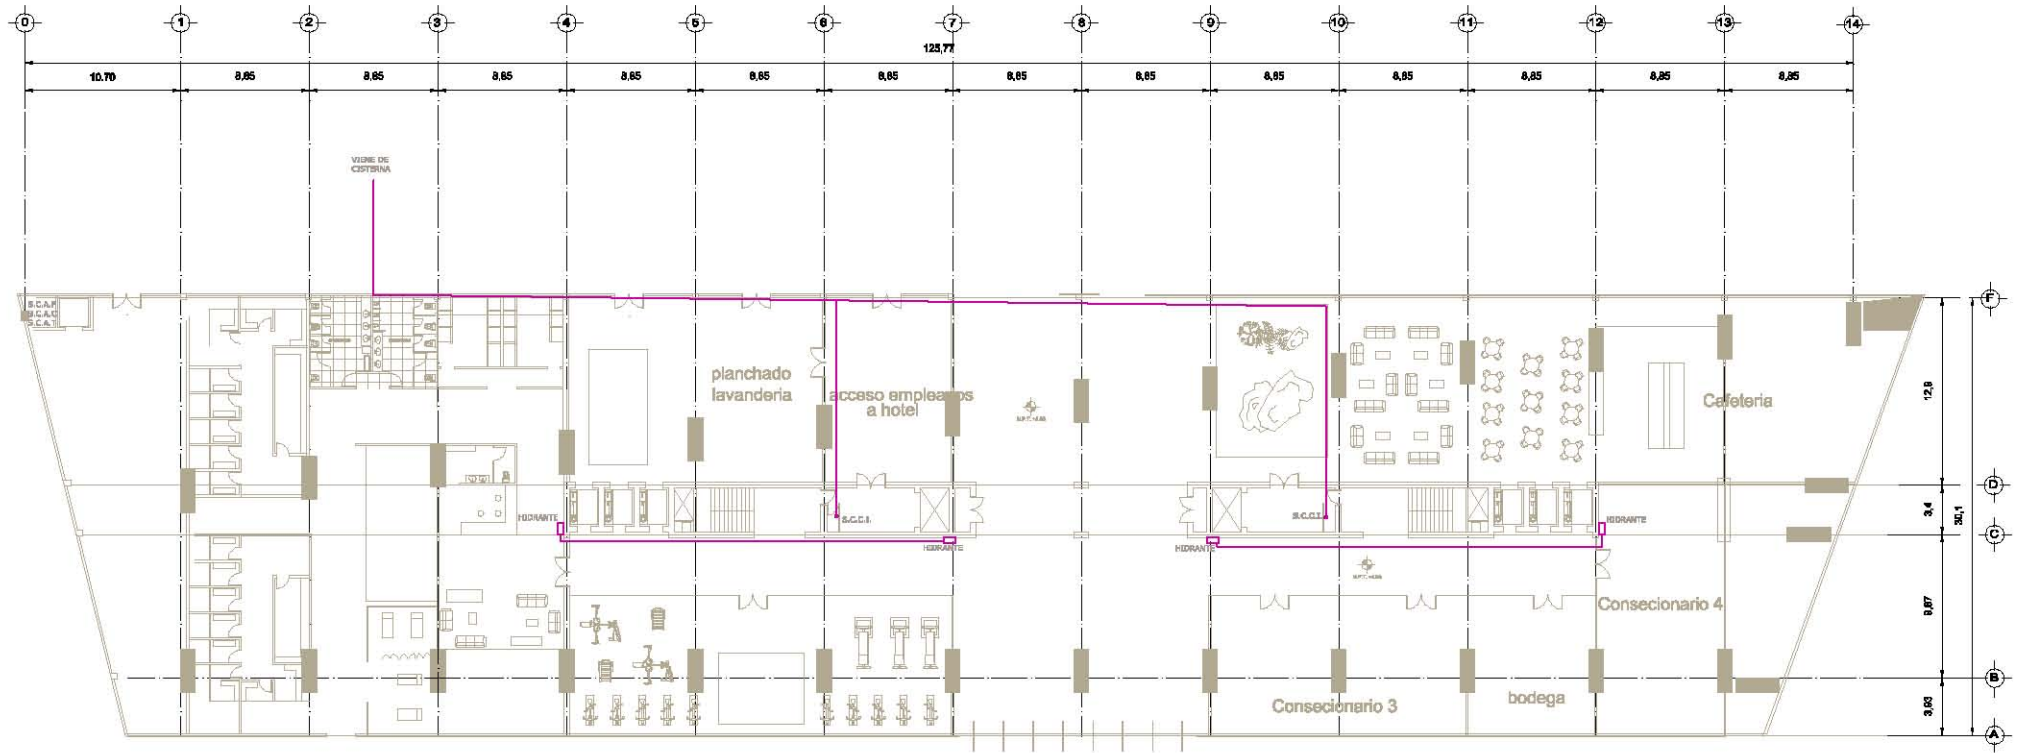 0 1 2 3 4 5 6 7 8 9 10 11 12 13 14
125,77
10.70 8,85 8,85 8,85 8,85 8,85 8,85 8,85 8,85 8,85 8,85 8,85 8,85 8,85
VIENE DE
CISTERNA
F
S.C.A.F
S.C.A.C
S.C.A.T
planchado
lavanderia
acceso empleados
a hotel
Cafeteria
12,9
D
HIDRANTE
S.C.C.I.
S.C.C.I.
HIDRANTE
3,4
30,1
C
HIDRANTE
HIDRANTE
Consecionario 4
9,87
B
Consecionario 3
bodega
3,93
A